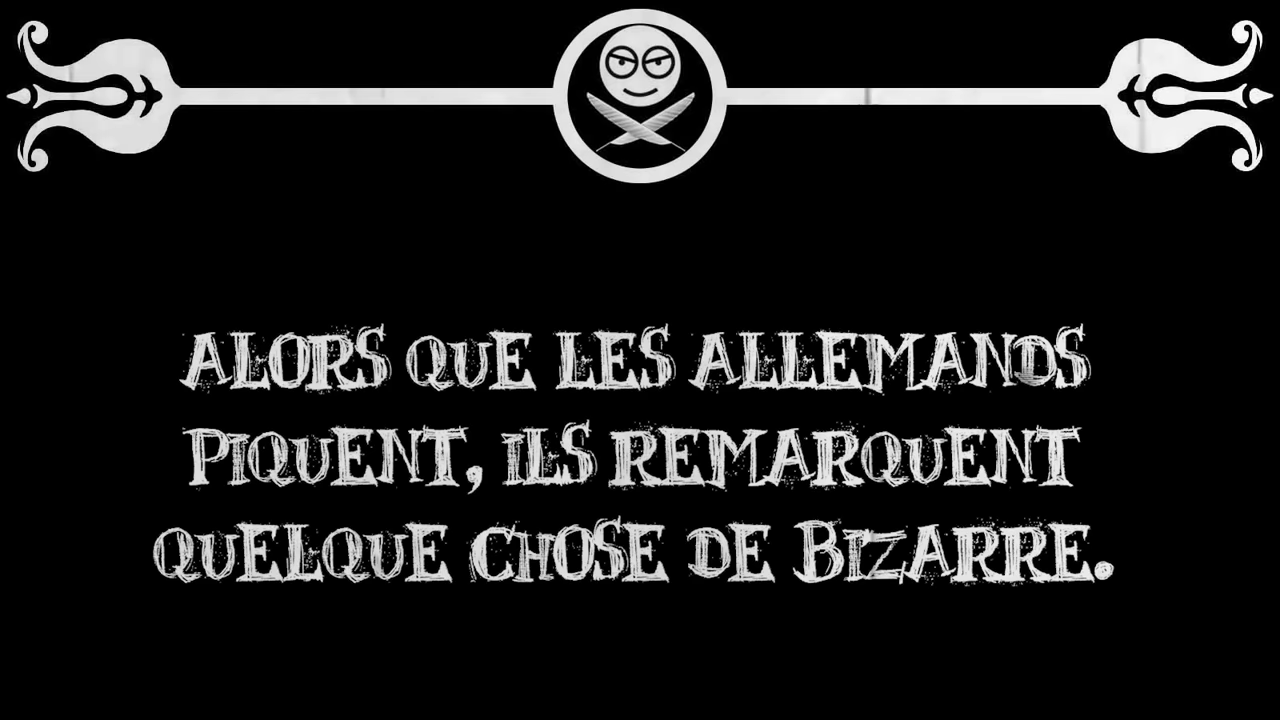 ALORS QUE LES ALLEMANDS
PIQUENT, ILS REMARQUENT
QUELQUE CHOSE DE BIZARRE.